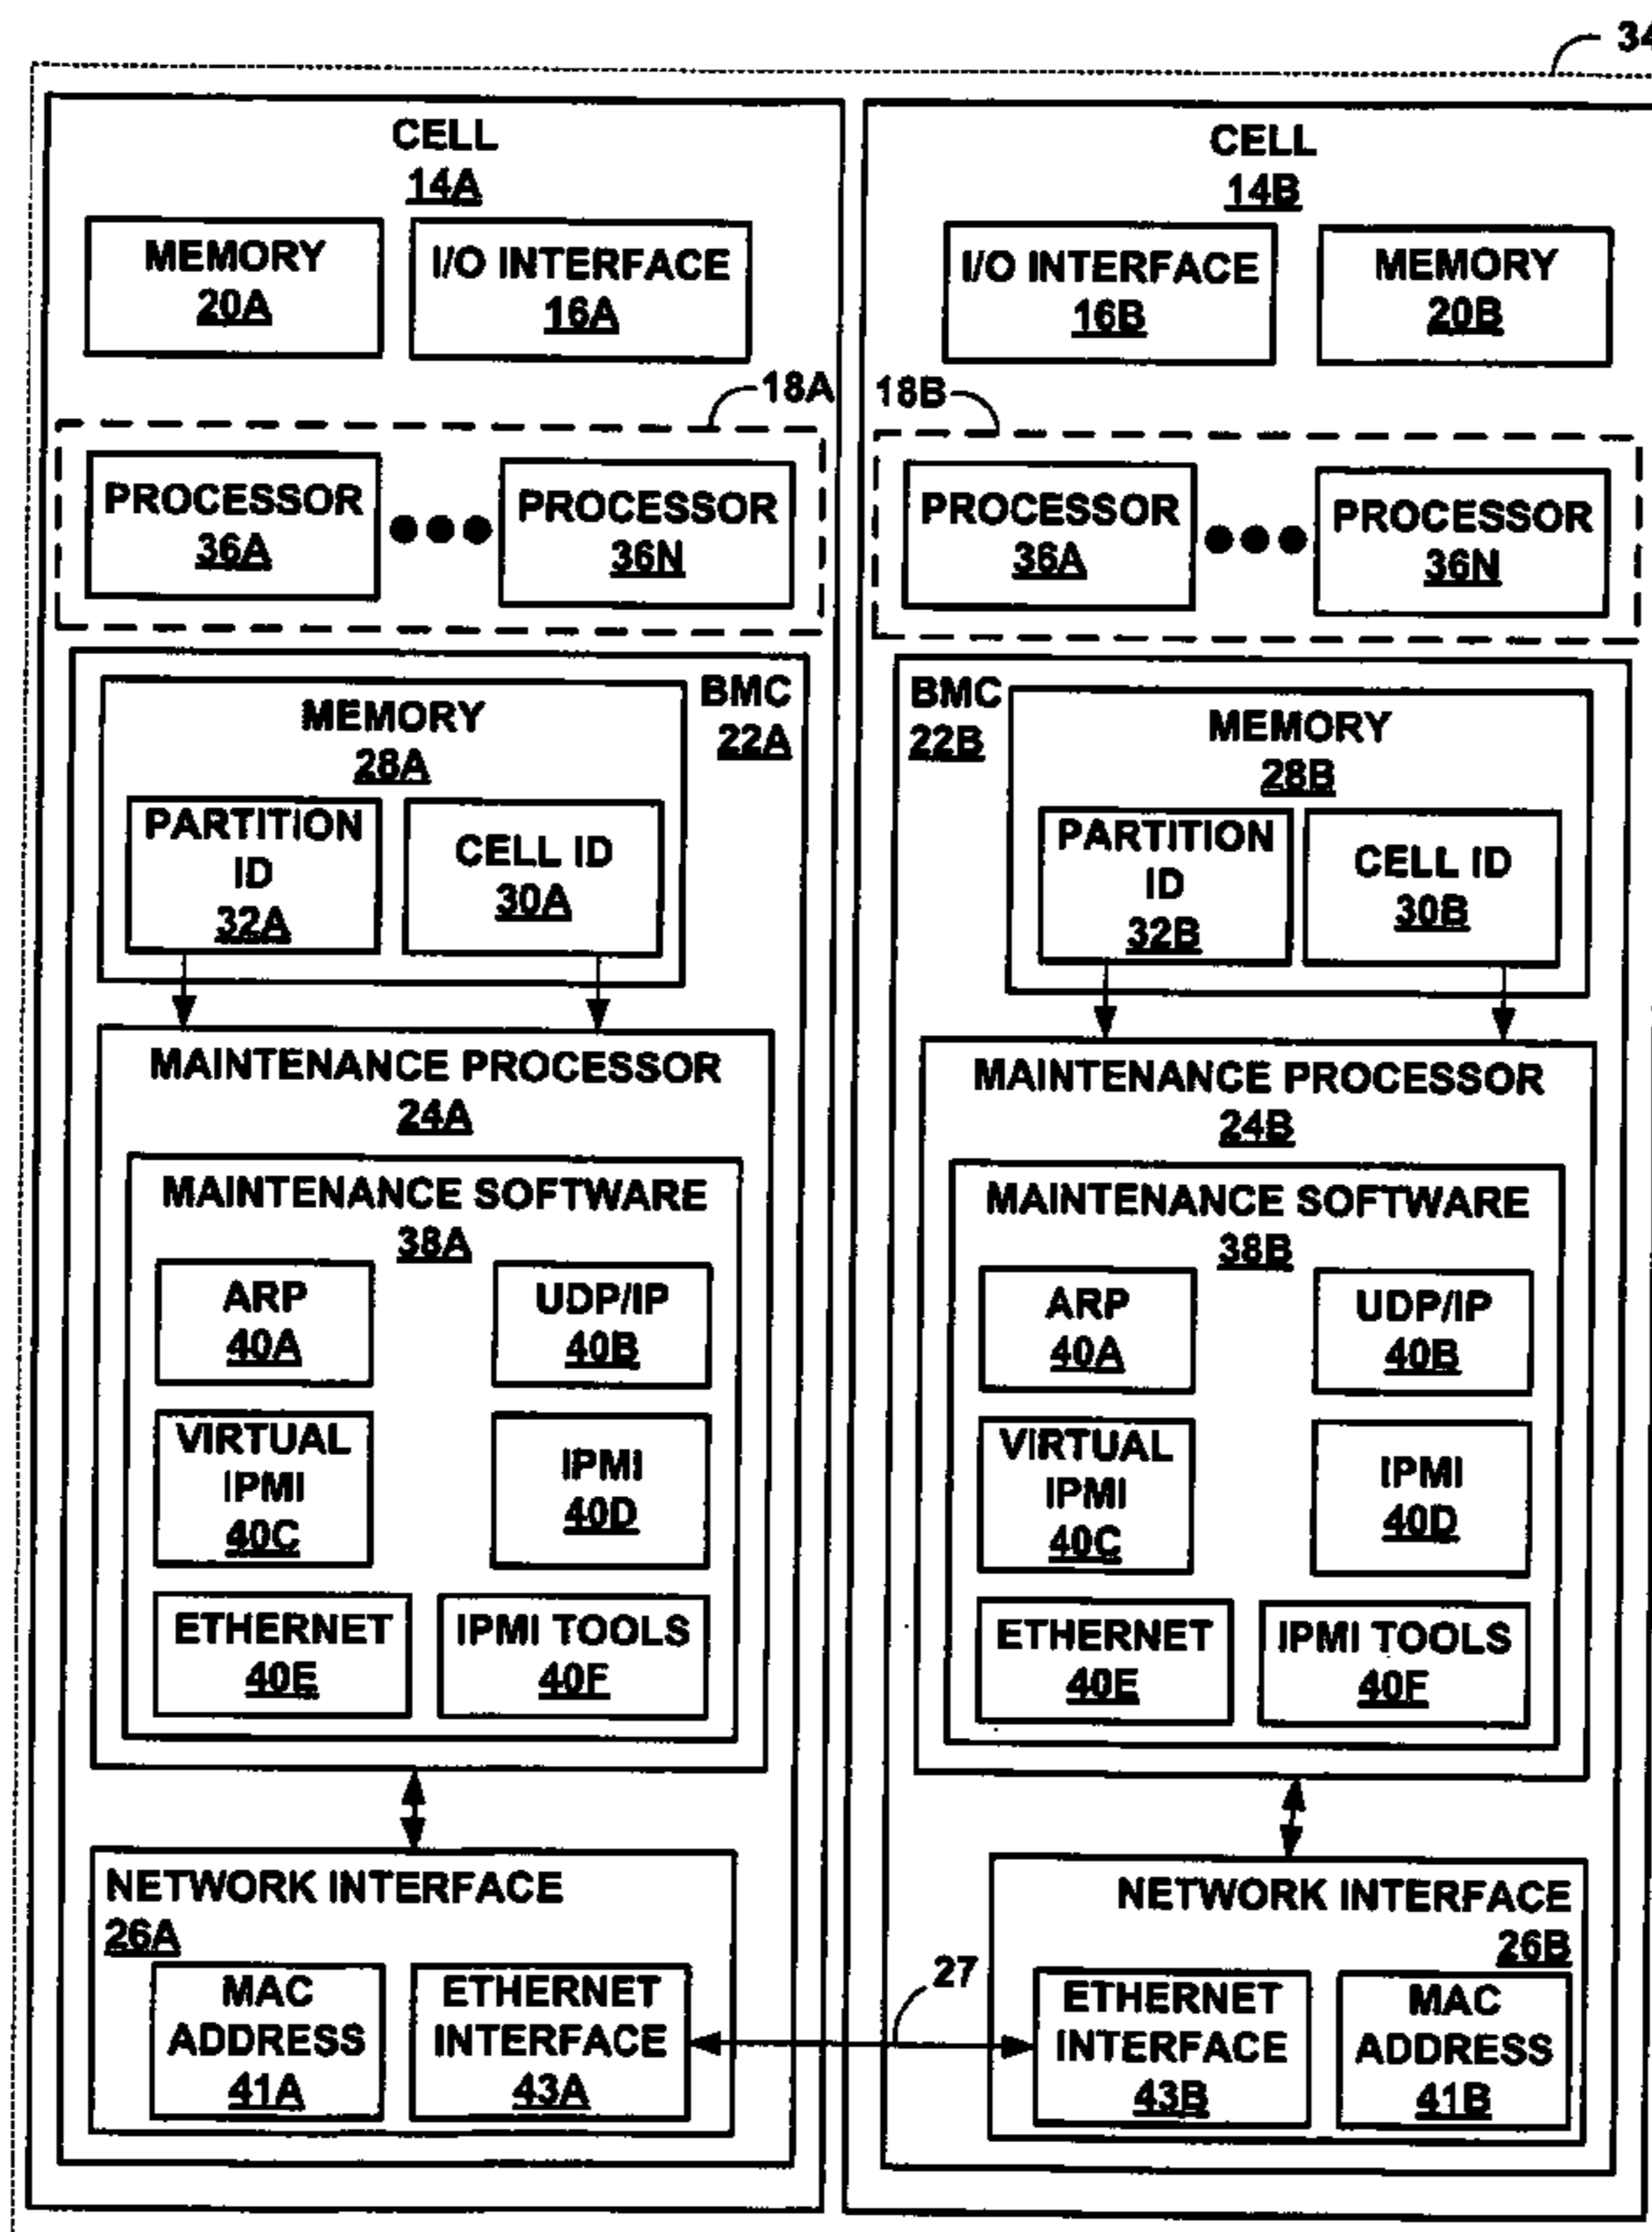 34
CELL
14A
MEMORY
20A
I/O INTERFACE
16A
18A
PROCESSOR
36A
PROCESSOR
36N
BMC
22A
MEMORY
28A
PARTITION
ID
32A
CELL ID
30A
MAINTENANCE PROCESSOR
24A
MAINTENANCE SOFTWARE
38A
ARP
40A
UDP/IP
40B
VIRTUAL
IPMI
40C
IPMI
40D
ETHERNET
40E
IPMI TOOLS
40F
NETWORK INTERFACE
26A
MAC
ADDRESS
41A
ETHERNET
INTERFACE
43A
27
CELL
14B
I/O INTERFACE
16B
MEMORY
20B
18B
PROCESSOR
36A
PROCESSOR
36N
BMC
22B
MEMORY
28B
PARTITION
ID
32B
CELL ID
30B
MAINTENANCE PROCESSOR
24B
MAINTENANCE SOFTWARE
38B
ARP
40A
UDP/IP
40B
VIRTUAL
IPMI
40C
IPMI
40D
ETHERNET
40E
IPMI TOOLS
40F
NETWORK INTERFACE
26B
ETHERNET
INTERFACE
43B
MAC
ADDRESS
41B